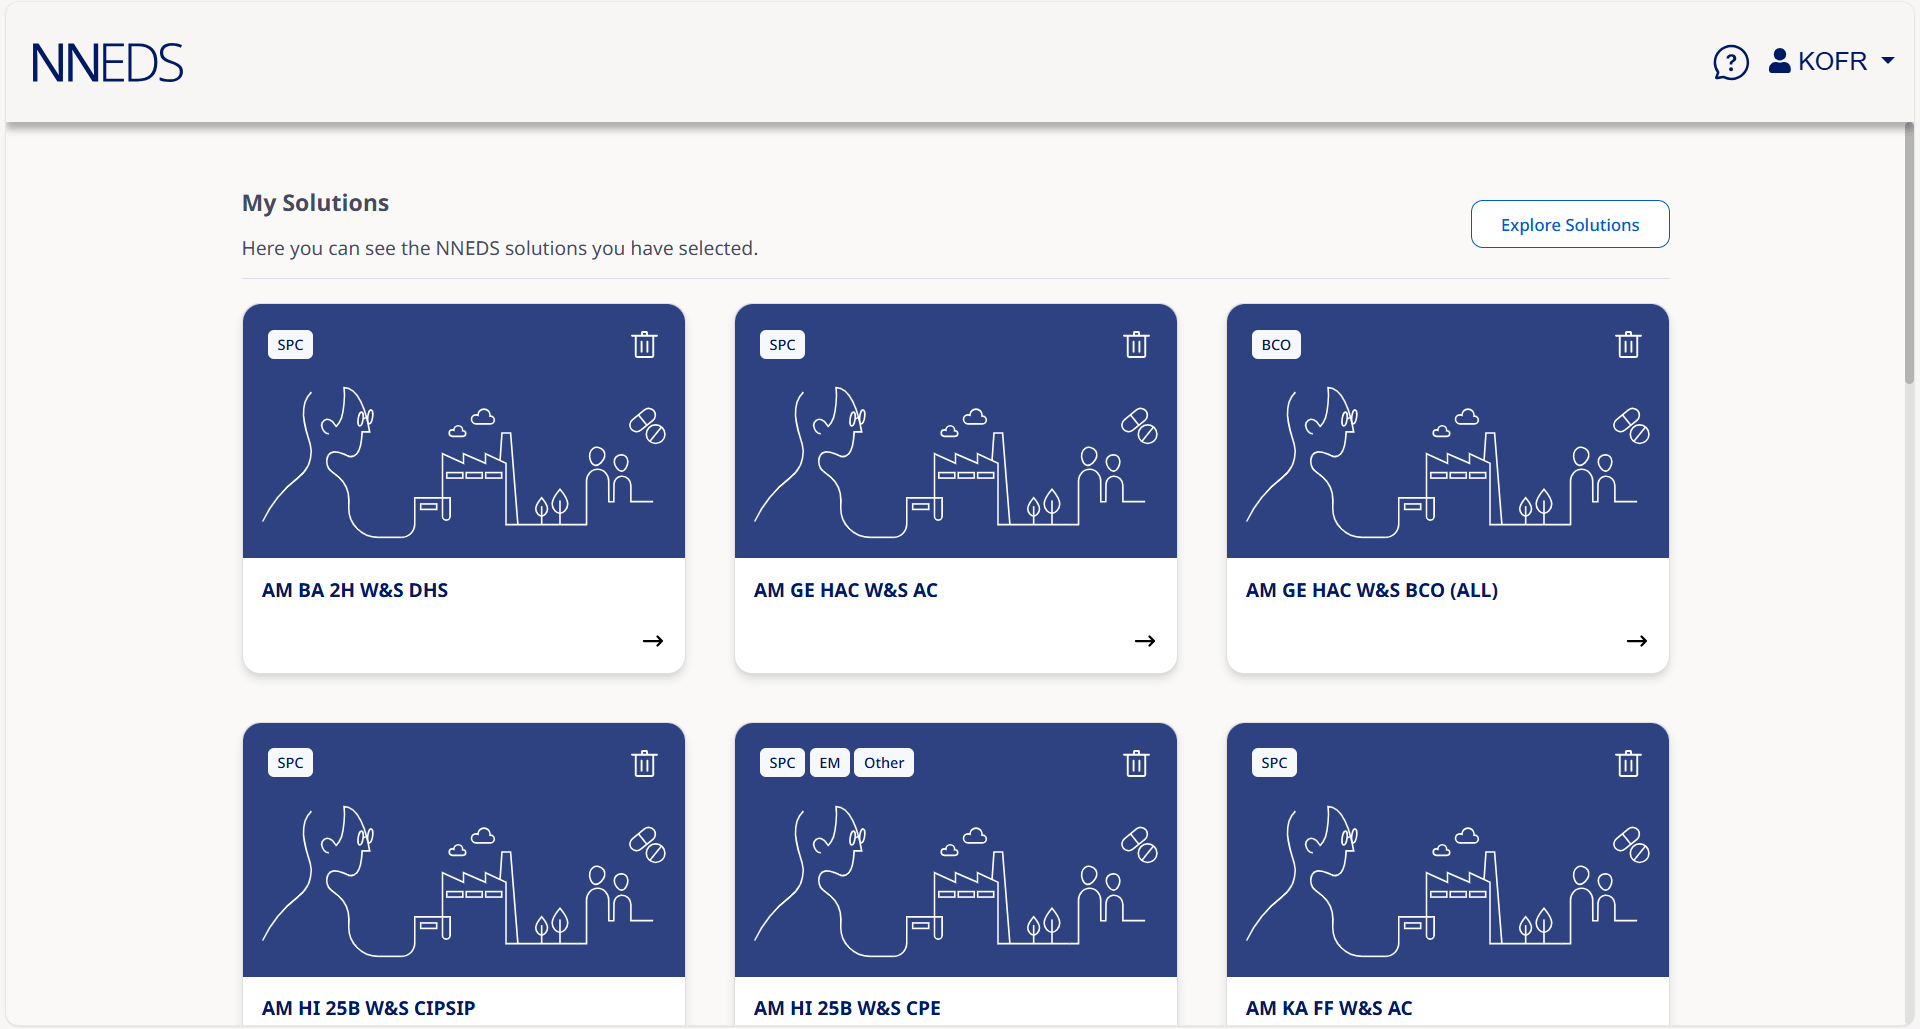 NNEDS
KOFR
My Solutions
Here you can see the NNEDS solutions you have selected.
Explore Solutions
SPC
AM BA 2H W&S DHS
SPC
AM GE HAC W&S AC
BCO
AM GE HAC W&S BCO (ALL)
SPC
AM HI 25B W&S CIPSIP
SPC EM Other
AM HI 25B W&S CPE
SPC
AM KA FF W&S AC